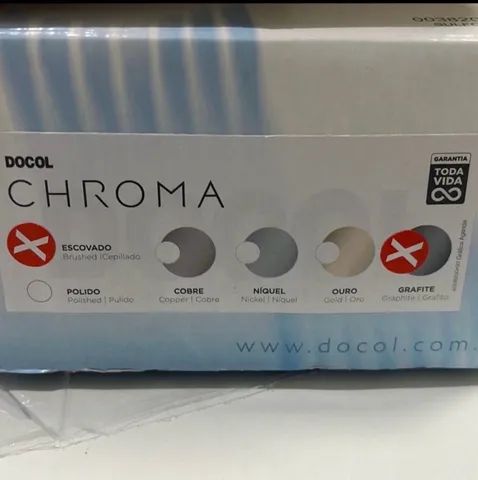 DOCOL
CHROMA
GARANTIA
TODA
VIDA
X
ESCOVADO
Brushed |Cepillado
POLIDO
Polished | Pulido
COBRE
Copper | Cobre
NÍQUEL
Nickel | Níquel
OURO
Gold | Oro
X
GRAFITE
Graphite | Grafito
www.docol.com.